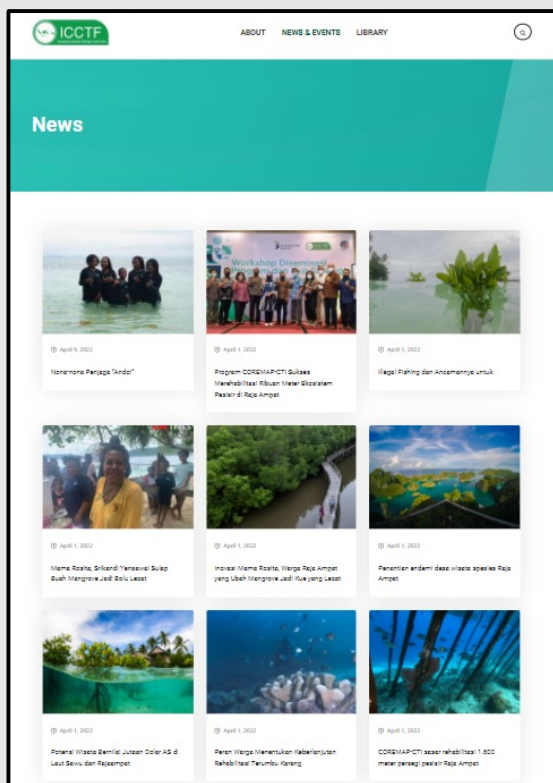 ICCTF
ABOUT NEWS & EVENTS LIBRARY
News
Workshop Diseminasi
April 9, 2022
April 1, 2022
April 1, 2022
Nona-nona Penjaga "Andoi"
Program COREMAP-CTI Sukses
Merehabilitasi Ribuan Meter Ekosistem
Pesisir di Raja Ampat
Illegal Fishing dan Ancamannya untuk
April 1, 2022
April 1, 2022
April 1, 2022
Mama Rosita, Srikandi Yensawai Sulap
Buah Mangrove Jadi Bolu Lezat
Inovasi Mama Rosita, Warga Raja Ampat
yang Ubah Mangrove Jadi Kue yang Lezat
Penantian endemi desa wisata spesies Raja
Ampat
April 1, 2022
April 1, 2022
April 1, 2022
Potensi Wisata Bernilai Jutaan Dolar AS di
Laut Sawu dan Rajaampat
Peran Warga Menentukan Keberlanjutan
Rehabilitasi Terumbu Karang
COREMAP-CTI sasar rehabilitasi 1.600
meter persegi pesisir Raja Ampat